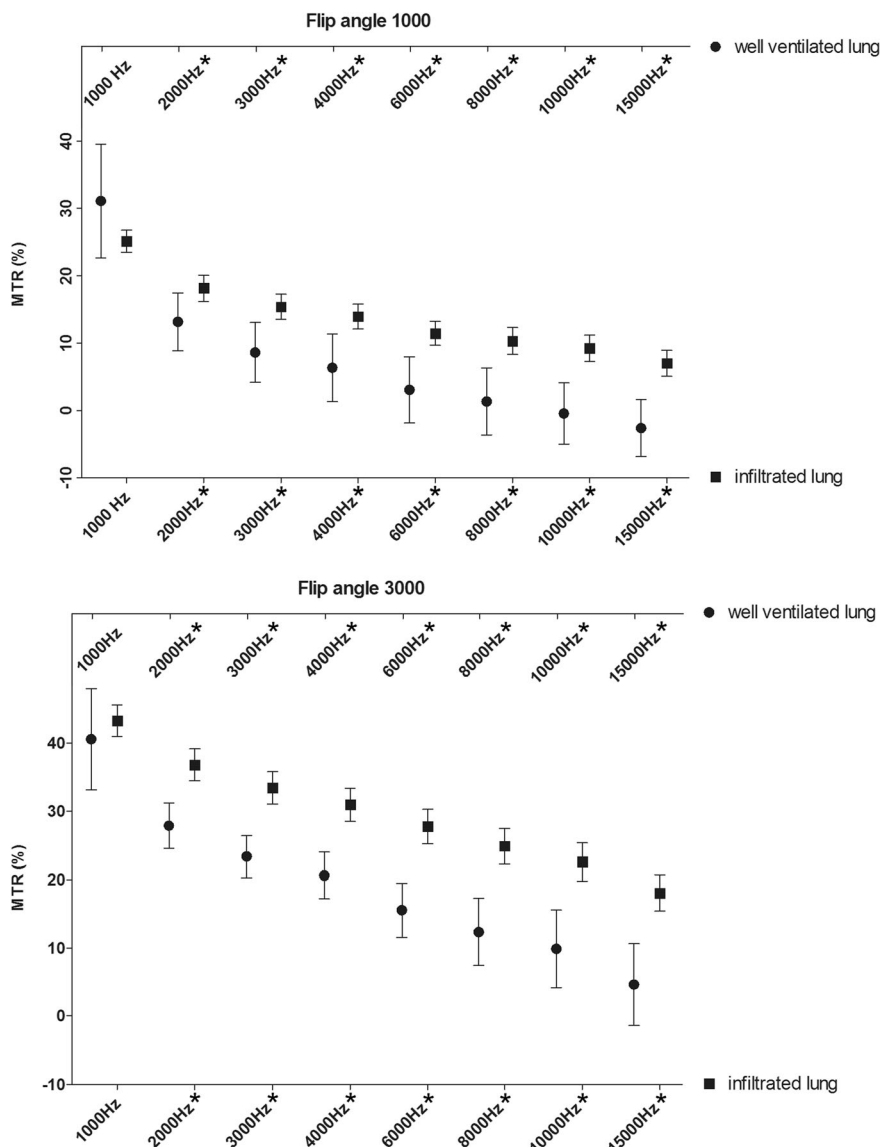 Flip angle 1000
well ventilated lung
1000 Hz 2000Hz* 3000Hz* 4000Hz* 6000Hz* 8000Hz* 10000Hz* 15000Hz*
MTR (%)
40
30
20
10
0
-10
infiltrated lung
1000 Hz 2000Hz* 3000Hz* 4000Hz* 6000Hz* 8000Hz* 10000Hz* 15000Hz*
Flip angle 3000
well ventilated lung
1000Hz 2000Hz* 3000Hz* 4000Hz* 6000Hz* 8000Hz* 10000Hz* 15000Hz*
MTR (%)
40
30
20
10
0
-10
infiltrated lung
1000Hz 2000Hz* 3000Hz* 4000Hz* 6000Hz* 8000Hz* 10000Hz* 15000Hz*